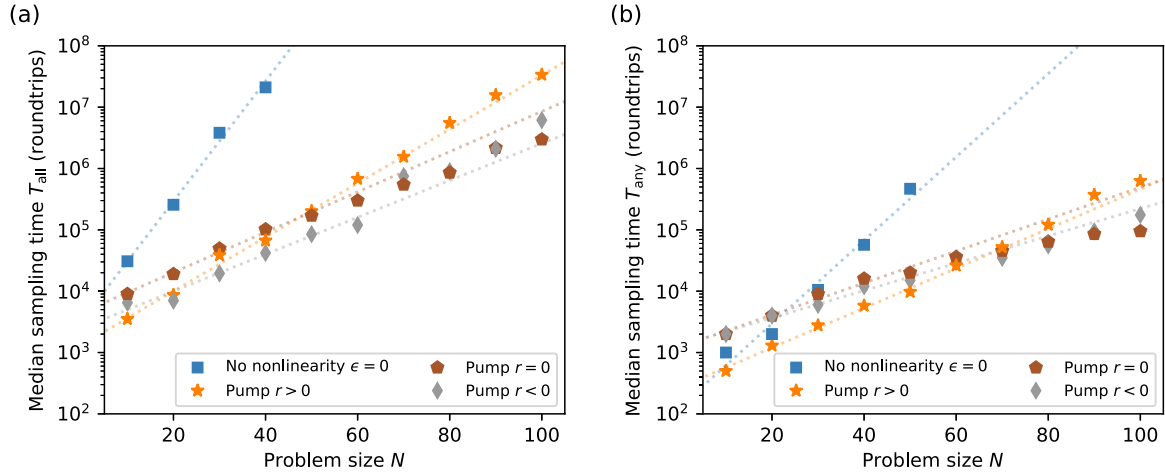 (a)
Median sampling time T_all (roundtrips)
10^8
10^7
10^6
10^5
10^4
10^3
10^2
No nonlinearity ϵ = 0
Pump r > 0
Pump r = 0
Pump r < 0
20
40
60
80
100
Problem size N
(b)
Median sampling time T_any (roundtrips)
10^8
10^7
10^6
10^5
10^4
10^3
10^2
No nonlinearity ϵ = 0
Pump r > 0
Pump r = 0
Pump r < 0
20
40
60
80
100
Problem size N